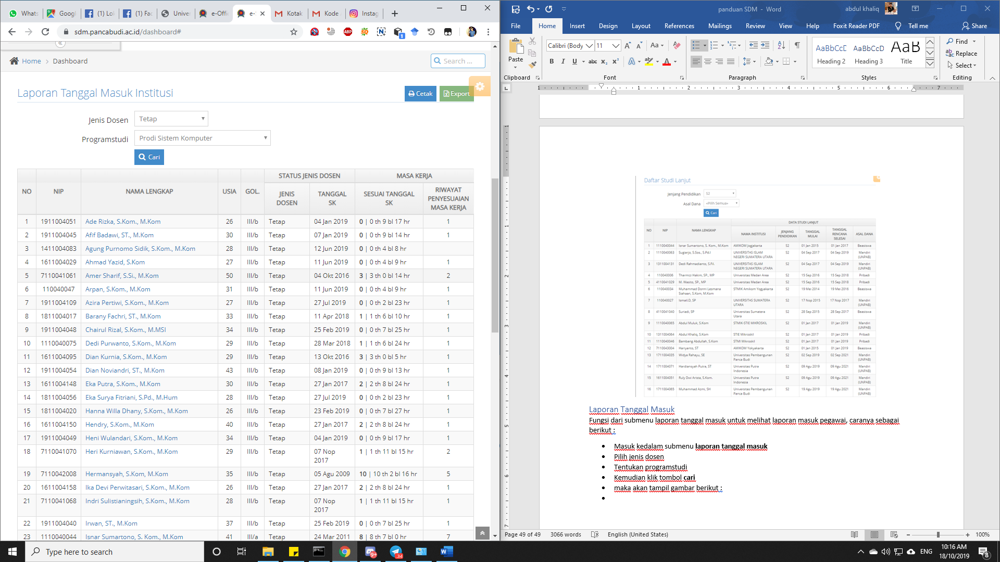 Whats
Googl
(1) Lol
(1) Fac
Univer
e-Offic
e-
Kotak
Kode
Instag
sdm.pancabudi.ac.id/dashboard#
Home > Dashboard
Search ...
Laporan Tanggal Masuk Institusi
Cetak
Export
Jenis Dosen Tetap
Programstudi Prodi Sistem Komputer
Cari
NO NIP NAMA LENGKAP USIA GOL. STATUS JENIS DOSEN MASA KERJA
JENIS DOSEN TANGGAL SK SESUAI TANGGAL SK RIWAYAT PENYESUAIAN MASA KERJA
1 1911004051 Ade Rizka, S.Kom., M.Kom 26 III/b Tetap 04 Jan 2019 0 | 0 th 9 bl 17 hr 1
2 1911004045 Afif Badawi, ST., M.Kom 30 III/b Tetap 07 Jan 2019 0 | 0 th 9 bl 14 hr 1
3 1411004083 Agung Purnomo Sidik, S.Kom., M.Kom 28 III/b Tetap 12 Jun 2019 0 | 0 th 4 bl 8 hr
4 1611004029 Ahmad Yazid, S.Kom 27 III/b Tetap 11 Jun 2019 0 | 0 th 4 bl 9 hr 1
5 7110041061 Amer Sharif, S.Si., M.Kom 50 III/b Tetap 04 Okt 2016 3 | 3 th 0 bl 14 hr 2
6 110040047 Arpan, S.Kom., M.Kom 31 III/b Tetap 11 Jun 2019 0 | 0 th 4 bl 9 hr 1
7 1911004109 Azira Pertiwi, S.Kom., M.Kom 27 III/b Tetap 27 Jul 2019 0 | 0 th 2 bl 23 hr 1
8 1811004017 Barany Fachri, ST., M.Kom 33 III/b Tetap 11 Apr 2018 1 | 1 th 6 bl 10 hr 1
9 1911004048 Chairul Rizal, S.Kom., M.MSI 34 III/b Tetap 25 Feb 2019 0 | 0 th 7 bl 25 hr 1
10 1110040075 Dedi Purwanto, S.Kom., M.Kom 29 III/b Tetap 28 Mar 2018 1 | 1 th 6 bl 24 hr 1
11 1611004095 Dian Kurnia, S.Kom., M.Kom 29 III/b Tetap 13 Okt 2016 3 | 3 th 0 bl 5 hr 1
12 1911004054 Dian Noviandri, ST., M.Kom 43 III/b Tetap 08 Jan 2019 0 | 0 th 9 bl 13 hr 1
13 1611004148 Eka Putra, S.Kom., M.Kom 30 III/b Tetap 27 Jan 2017 2 | 2 th 8 bl 24 hr 1
14 1811004056 Eka Surya Fitriani, S.Pd., M.Hum 28 III/b Tetap 27 Jul 2019 0 | 0 th 2 bl 23 hr 1
15 1811004020 Hanna Willa Dhany, S.Kom., M.Kom 26 III/b Tetap 23 Feb 2019 0 | 0 th 7 bl 27 hr 1
16 1611004150 Hendry, S.Kom., M.Kom 40 III/b Tetap 27 Jan 2017 2 | 2 th 8 bl 24 hr 1
17 1911004049 Heni Wulandari, S.Kom., M.Kom 34 III/b Tetap 04 Jan 2019 0 | 0 th 9 bl 17 hr 1
18 7110041070 Heri Kurniawan, S.Kom., M.Kom 29 III/b Tetap 07 Nop 2017 1 | 1 th 11 bl 15 hr 2
19 7110042008 Hermansyah, S.Kom, M.Kom 35 III/b Tetap 05 Agu 2009 10 | 10 th 2 bl 16 hr 5
20 1611004158 Ika Devi Perwitasari, S.Kom., M.Kom 26 III/b Tetap 27 Jan 2017 2 | 2 th 8 bl 24 hr 1
21 7110041068 Indri Sulistianingsih, S.Kom., M.Kom 28 III/b Tetap 07 Nop 2017 1 | 1 th 11 bl 15 hr 1
22 1911004040 Irwan, ST., M.Kom 37 III/b Tetap 25 Feb 2019 0 | 0 th 7 bl 25 hr 1
23 1110040044 Isnar Sumartono, S. Kom., M.Kom 41 III/a Tetap 24 Mar 2011 8 | 8 th 7 bl 0 hr 7
panduan SDM - Word
abdul khaliq
File Home Insert Design Layout References Mailings Review View Help Foxit Reader PDF Tell me Share
Paste
Clipboard
Calibri (Body 11
B I U abc
Font
Paragraph
AaBbCcD AaBbCcD AaB
Heading 2 Heading 3 Title
Styles
Find
Replace
Select
Editing
Daftar Studi Lanjut
Jenjang Pendidikan S2
Asal Dana <Pilih Semua>
Cari
NO NIP NAMA LENGKAP DATA STUDI LANJUT
NAMA INSTITUSI JENJANG PENDIDIKAN TANGGAL MULAI TANGGAL RENCANA SELESAI ASAL DANA
1 1110040044 Isnar Sumartono, S. Kom., M.Kom AMIKOM Jogjakarta S2 01 Jan 2015 01 Jan 2017 Beasiswa
2 1110040063 Sugiarjo, S.Sos., S.Pd.I UNIVERSITAS ISLAM NEGERI SUMATERA UTARA S2 04 Sep 2017 04 Sep 2019 Mandiri (UNPAB)
3 1311004131 Dedi Rahmadianto, S.Fil. UNIVERSITAS ISLAM NEGERI SUMATERA UTARA S2 04 Sep 2017 04 Sep 2019 Mandiri (UNPAB)
4 110040006 Tharmizi Hakim, SP., MP Universitas Medan Area S2 15 Sep 2016 15 Sep 2018 Pribadi
5 4110041029 M. Wasito, SP., MP Universitas Medan Area S2 15 Sep 2016 15 Sep 2018 Pribadi
6 110040034 Muhammad Donni Lesmana Siahaan, S.Kom, M.Kom STMIK Amikom Yogyakarta S2 19 Mei 2014 19 Mei 2016 Beasiswa
7 110040027 Ismail.D, SP UNIVERSITAS SUMATERA UTARA S2 17 Nop 2015 17 Nop 2017 Mandiri (UNPAB)
8 4110041040 Suriadi, SP Universitas Sumatera Utara S2 28 Sep 2015 28 Sep 2017 Beasiswa
9 1110040065 Abdul Muluk, S.Kom STMIK-STIE MIKROSKIL S2 01 Jan 2017 01 Jan 2019 Mandiri (UNPAB)
10 1311004064 Abdul Khaliq, S.Kom STIE Mikroskil S2 01 Jan 2017 01 Jan 2019 Pribadi
11 1110040046 Bambang Abdullah, S.Kom STMI Mikroskil S2 01 Jan 2017 01 Jan 2019 Pribadi
12 7110043004 Hariyanto, ST AMIKOM Yokyakarta S2 01 Jan 2015 01 Jan 2019 Beasiswa
13 1711004035 Widya Rahayu, SE Universitas Pembangunan Panca Budi S2 02 Sep 2019 02 Sep 2021 Mandiri (UNPAB)
14 1711004071 Hardiansyah Putra, ST Universitas Putra Indonesia S2 09 Agu 2019 09 Agu 2021 Mandiri (UNPAB)
15 1611004051 Ruly Dwi Arista, S.Kom. Universitas Putra Indonesia S2 09 Agu 2019 09 Agu 2021 Mandiri (UNPAB)
16 1711004065 Muhammad Azmi, SH Universitas Pembangunan Panca Budi S2 19 Agu 2019 19 Agu 2021 Mandiri (UNPAB)
Laporan Tanggal Masuk
Fungsi dari submenu laporan tanggal masuk untuk melihat laporan masuk pegawai, caranya sebagai
berikut :
• Masuk kedalam submenu laporan tanggal masuk
• Pilih jenis dosen
• Tentukan programstudi
• Kemudian klik tombol cari
• maka akan tampil gambar berikut :
•
Page 49 of 49 3066 words English (United States) 100%
Type here to search
ENG
10:16 AM
18/10/2019